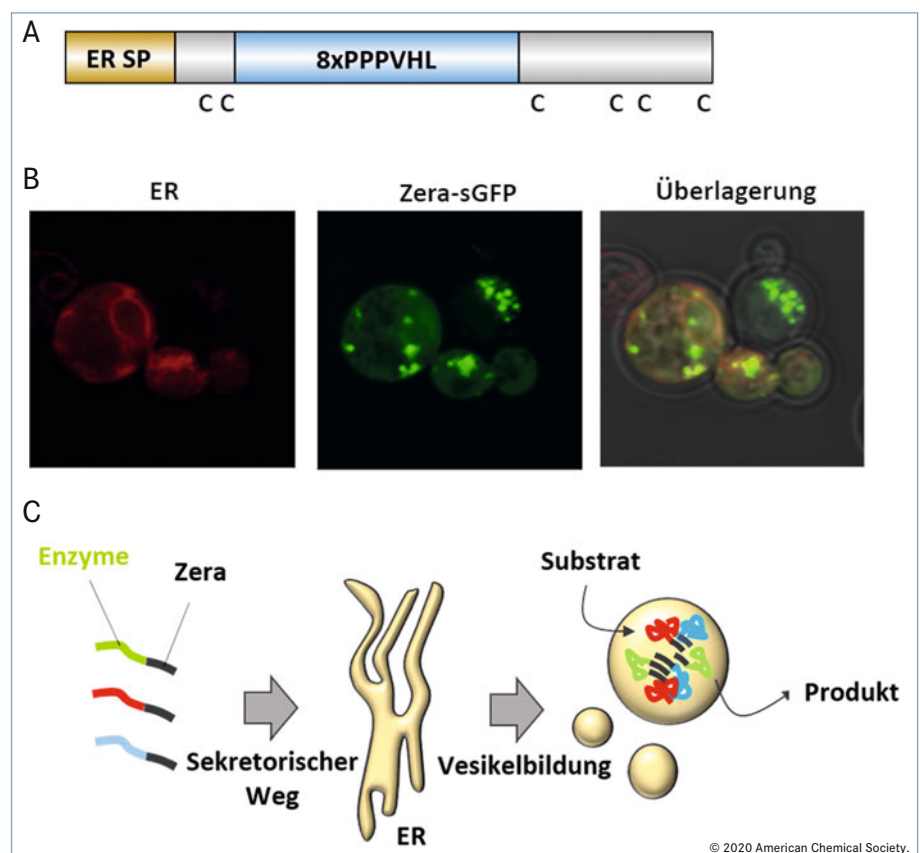 A
ER SP
8xPPPVHL
C C C C C C
B
ER
Zera-sGFP
Überlagerung
C
Enzyme
Zera
Substrat
Produkt
Sekretorischer
Weg
Vesikelbildung
ER
© 2020 American Chemical Society.